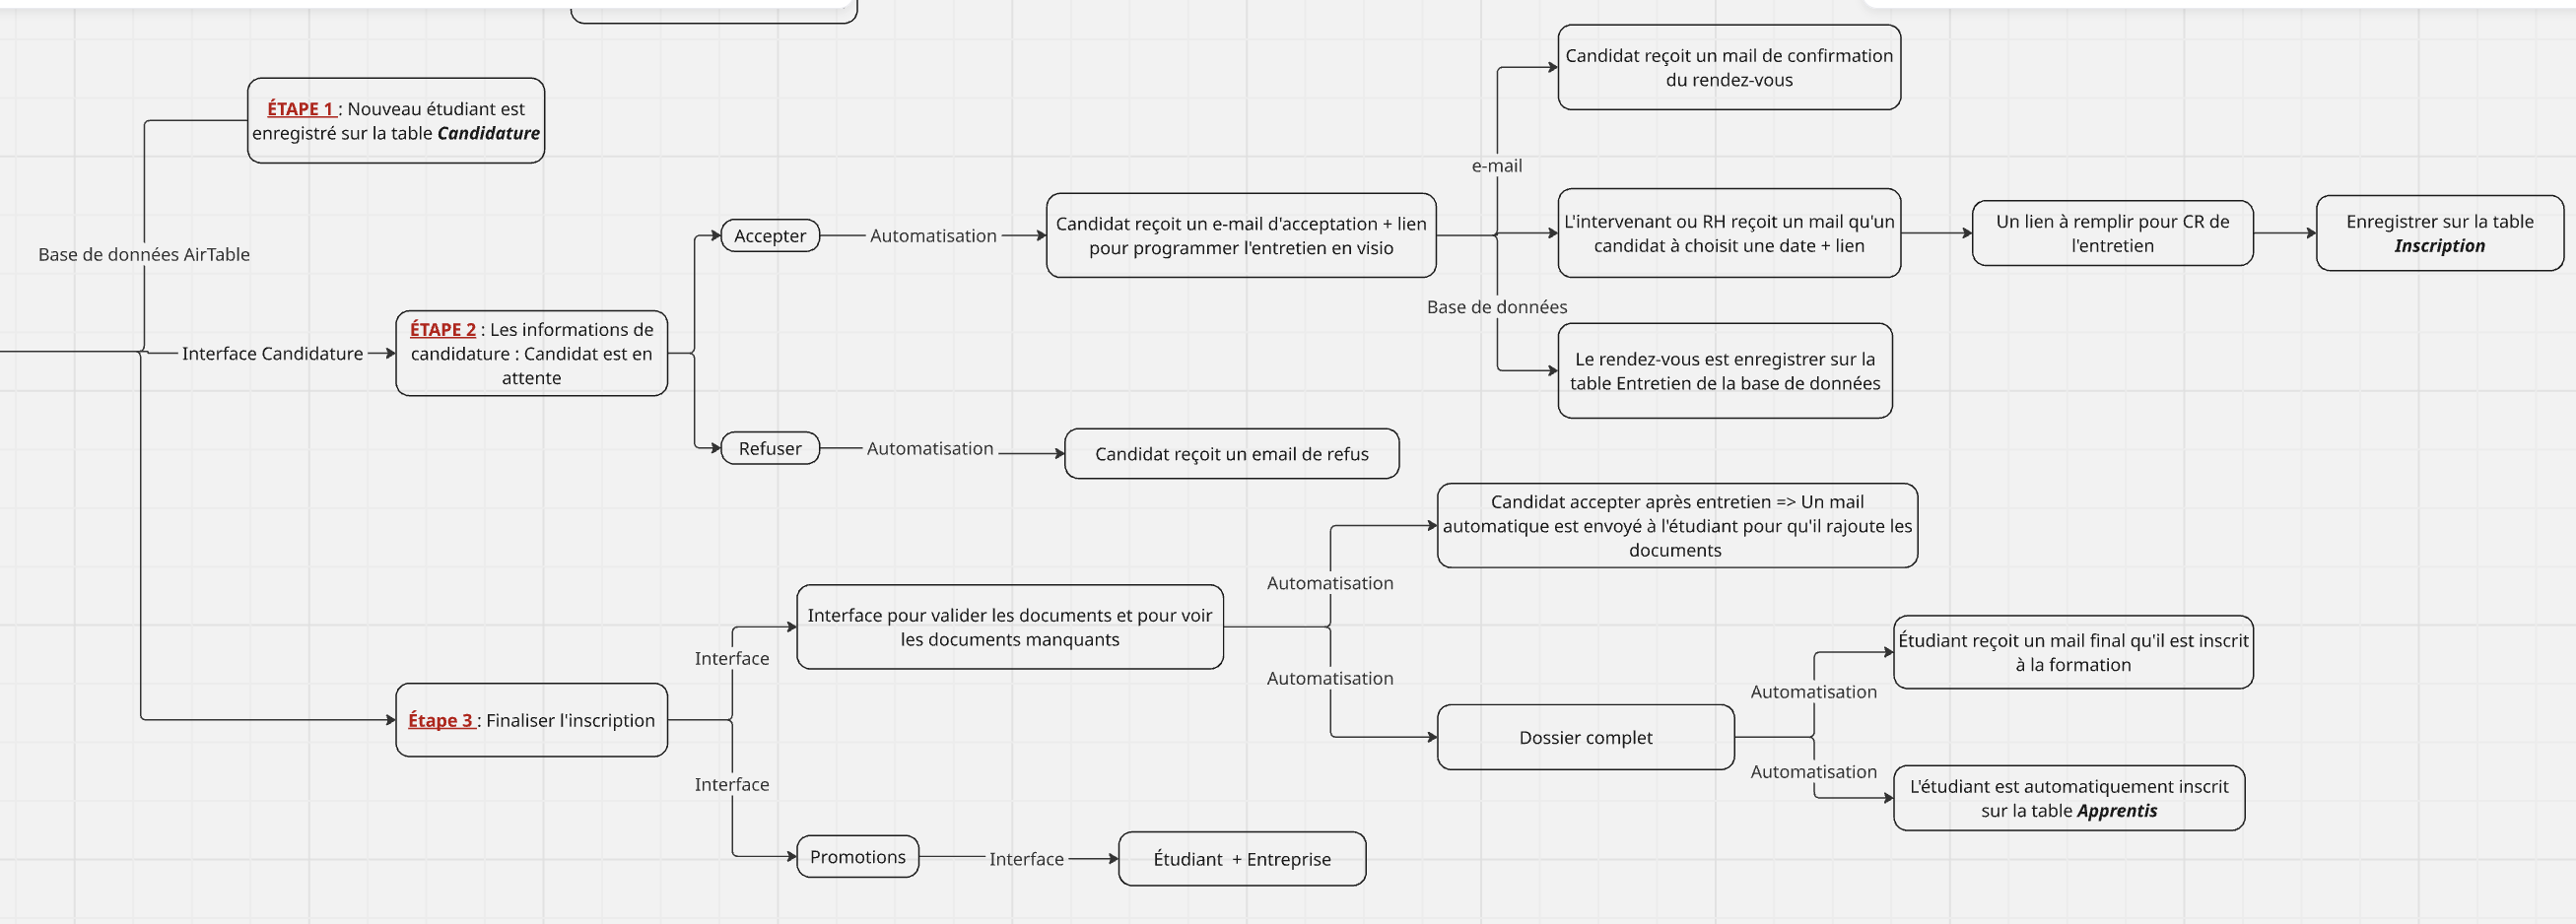 ÉTAPE 1 : Nouveau étudiant est
enregistré sur la table Candidature
Base de données AirTable
Interface Candidature
ÉTAPE 2 : Les informations de
candidature : Candidat est en
attente
Accepter
Automatisation
Candidat reçoit un e-mail d'acceptation + lien
pour programmer l'entretien en visio
e-mail
Candidat reçoit un mail de confirmation
du rendez-vous
L'intervenant ou RH reçoit un mail qu'un
candidat à choisit une date + lien
Un lien à remplir pour CR de
l'entretien
Enregistrer sur la table
Inscription
Base de données
Le rendez-vous est enregistrer sur la
table Entretien de la base de données
Refuser
Automatisation
Candidat reçoit un email de refus
Étape 3 : Finaliser l'inscription
Interface
Interface pour valider les documents et pour voir
les documents manquants
Automatisation
Candidat accepter après entretien => Un mail
automatique est envoyé à l'étudiant pour qu'il rajoute les
documents
Automatisation
Dossier complet
Automatisation
Étudiant reçoit un mail final qu'il est inscrit
à la formation
Automatisation
L'étudiant est automatiquement inscrit
sur la table Apprentis
Interface
Promotions
Interface
Étudiant + Entreprise